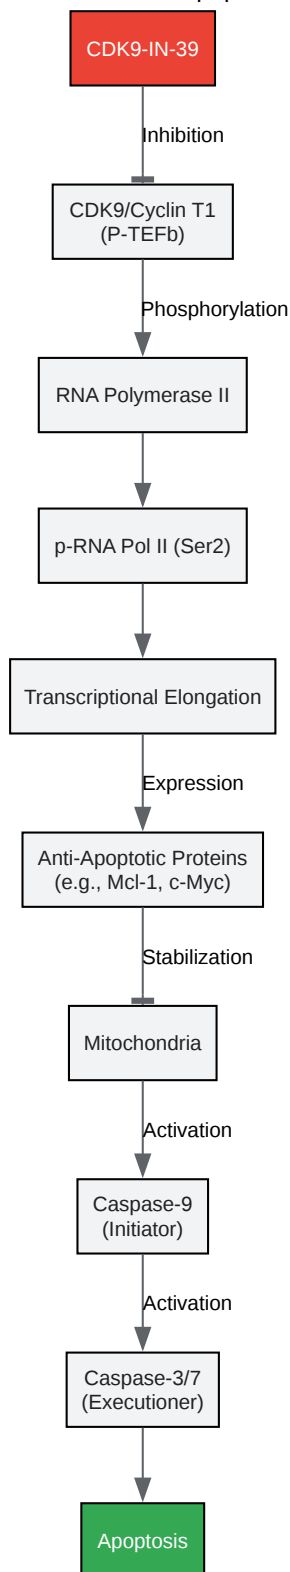 CDK9-IN-39
Inhibition
CDK9/Cyclin T1
(P-TEFb)
Phosphorylation
RNA Polymerase II
p-RNA Pol II (Ser2)
Transcriptional Elongation
Expression
Anti-Apoptotic Proteins
(e.g., Mcl-1, c-Myc)
Stabilization
Mitochondria
Activation
Caspase-9
(Initiator)
Activation
Caspase-3/7
(Executioner)
Apoptosis